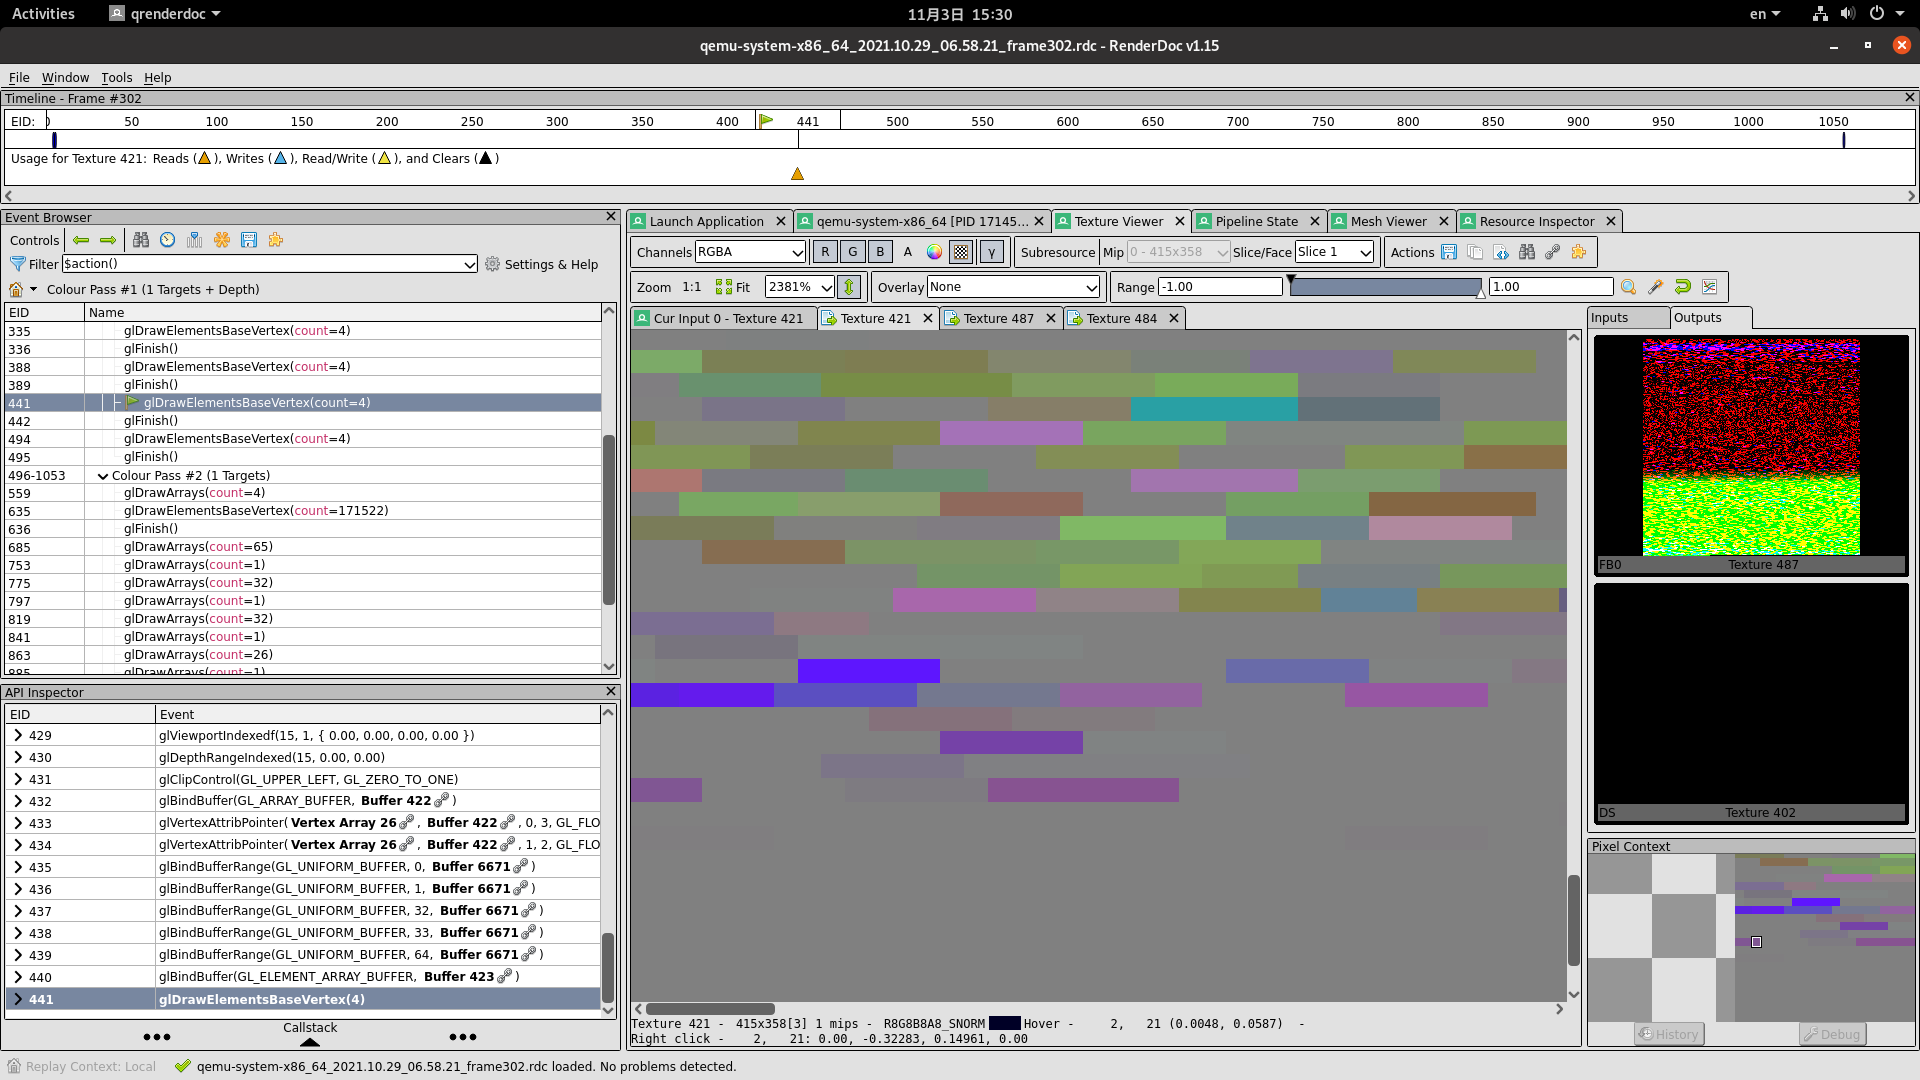 Activities qrenderdoc 11月3日 15:30 en
qemu-system-x86_64_2021.10.29_06.58.21_frame302.rdc - RenderDoc v1.15
File Window Tools Help
Timeline - Frame #302
EID: 50 100 150 200 250 300 350 400 441 500 550 600 650 700 750 800 850 900 950 1000 1050
Usage for Texture 421: Reads ( ), Writes ( ), Read/Write ( ), and Clears ( )
Event Browser
Controls
Filter $action() Settings & Help
Colour Pass #1 (1 Targets + Depth)
EID Name
335 glDrawElementsBaseVertex(count=4)
336 glFinish()
388 glDrawElementsBaseVertex(count=4)
389 glFinish()
441 glDrawElementsBaseVertex(count=4)
442 glFinish()
494 glDrawElementsBaseVertex(count=4)
495 glFinish()
496-1053 Colour Pass #2 (1 Targets)
559 glDrawArrays(count=4)
635 glDrawElementsBaseVertex(count=171522)
636 glFinish()
685 glDrawArrays(count=65)
753 glDrawArrays(count=1)
775 glDrawArrays(count=32)
797 glDrawArrays(count=1)
819 glDrawArrays(count=32)
841 glDrawArrays(count=1)
863 glDrawArrays(count=26)
885 glDrawArrays(count=1)
API Inspector
EID Event
429 glViewportIndexedf(15, 1, { 0.00, 0.00, 0.00, 0.00 })
430 glDepthRangeIndexed(15, 0.00, 0.00)
431 glClipControl(GL_UPPER_LEFT, GL_ZERO_TO_ONE)
432 glBindBuffer(GL_ARRAY_BUFFER, Buffer 422 )
433 glVertexAttribPointer( Vertex Array 26 , Buffer 422 , 0, 3, GL_FLO
434 glVertexAttribPointer( Vertex Array 26 , Buffer 422 , 1, 2, GL_FLO
435 glBindBufferRange(GL_UNIFORM_BUFFER, 0, Buffer 6671 )
436 glBindBufferRange(GL_UNIFORM_BUFFER, 1, Buffer 6671 )
437 glBindBufferRange(GL_UNIFORM_BUFFER, 32, Buffer 6671 )
438 glBindBufferRange(GL_UNIFORM_BUFFER, 33, Buffer 6671 )
439 glBindBufferRange(GL_UNIFORM_BUFFER, 64, Buffer 6671 )
440 glBindBuffer(GL_ELEMENT_ARRAY_BUFFER, Buffer 423 )
441 glDrawElementsBaseVertex(4)
Callstack
Launch Application qemu-system-x86_64 [PID 17145... Texture Viewer Pipeline State Mesh Viewer Resource Inspector
Channels RGBA R G B A γ Subresource Mip 0 - 415x358 Slice/Face Slice 1 Actions
Zoom 1:1 Fit 2381% Overlay None Range -1.00 1.00
Cur Input 0 - Texture 421 Texture 421 Texture 487 Texture 484
Texture 421 - 415x358[3] 1 mips - R8G8B8A8_SNORM Hover - 2, 21 (0.0048, 0.0587) -
Right click - 2, 21: 0.00, -0.32283, 0.14961, 0.00
Inputs Outputs
FB0 Texture 487
DS Texture 402
Pixel Context
History Debug
Replay Context: Local qemu-system-x86_64_2021.10.29_06.58.21_frame302.rdc loaded. No problems detected.